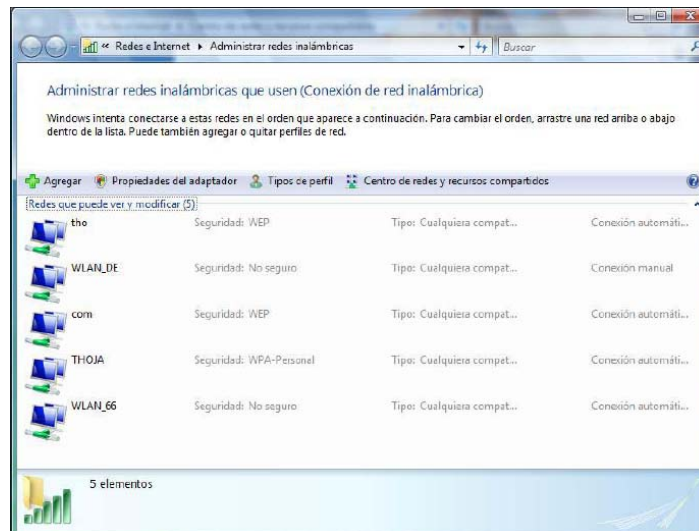 « Redes e Internet ▸ Administrar redes inalámbricas
Buscar
Administrar redes inalámbricas que usen (Conexión de red inalámbrica)
Windows intenta conectarse a estas redes en el orden que aparece a continuación. Para cambiar el orden, arrastre una red arriba o abajo
dentro de la lista. Puede también agregar o quitar perfiles de red.
Agregar Propiedades del adaptador Tipos de perfil Centro de redes y recursos compartidos
Redes que puede ver y modificar (5)
tho Seguridad: WEP Tipo: Cualquiera compat... Conexión automáti...
WLAN_DE Seguridad: No seguro Tipo: Cualquiera compat... Conexión manual
com Seguridad: WEP Tipo: Cualquiera compat... Conexión automáti...
THOJA Seguridad: WPA-Personal Tipo: Cualquiera compat... Conexión automáti...
WLAN_66 Seguridad: No seguro Tipo: Cualquiera compat... Conexión automáti...
5 elementos